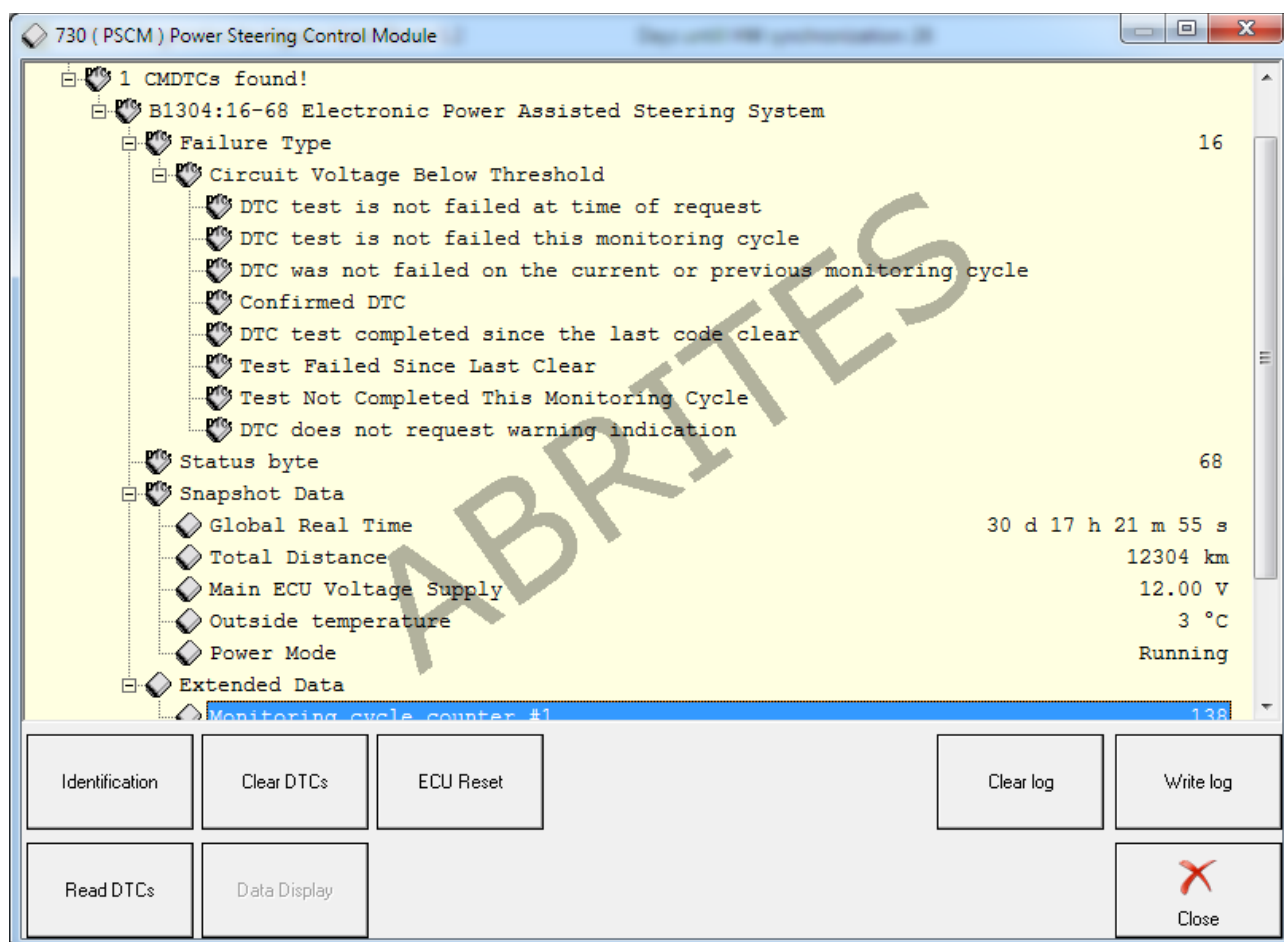 730 ( PSCM ) Power Steering Control Module
1 CMDTCs found!
B1304:16-68 Electronic Power Assisted Steering System
Failure Type 16
Circuit Voltage Below Threshold
DTC test is not failed at time of request
DTC test is not failed this monitoring cycle
DTC was not failed on the current or previous monitoring cycle
Confirmed DTC
DTC test completed since the last code clear
Test Failed Since Last Clear
Test Not Completed This Monitoring Cycle
DTC does not request warning indication
Status byte 68
Snapshot Data
Global Real Time 30 d 17 h 21 m 55 s
Total Distance 12304 km
Main ECU Voltage Supply 12.00 V
Outside temperature 3 °C
Power Mode Running
Extended Data
Monitoring cycle counter #1 138
ABRITES
Identification Clear DTCs ECU Reset Clear log Write log
Read DTCs Data Display Close